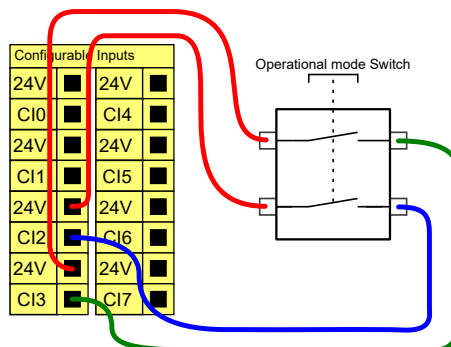 Configurable Inputs
Operational mode Switch
24V 24V
CI0 CI4
24V 24V
CI1 CI5
24V 24V
CI2 CI6
24V 24V
CI3 CI7